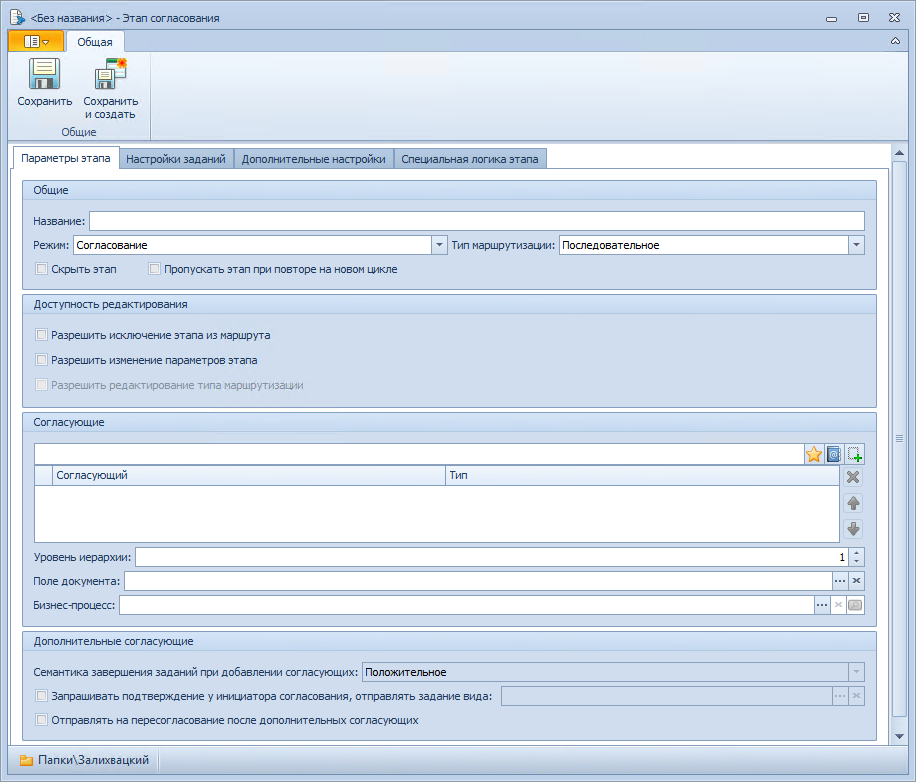 <Без названия> - Этап согласования
Общая
Сохранить
Сохранить
и создать
Общие
Параметры этапа
Настройки заданий
Дополнительные настройки
Специальная логика этапа
Общие
Название:
Режим: Согласование Тип маршрутизации: Последовательное
Скрыть этап Пропускать этап при повторе на новом цикле
Доступность редактирования
Разрешить исключение этапа из маршрута
Разрешить изменение параметров этапа
Разрешить редактирование типа маршрутизации
Согласующие
Согласующий Тип
Уровень иерархии: 1
Поле документа:
Бизнес-процесс:
Дополнительные согласующие
Семантика завершения заданий при добавлении согласующих: Положительное
Запрашивать подтверждение у инициатора согласования, отправлять задание вида:
Отправлять на пересогласование после дополнительных согласующих
Папки\Залихвацкий